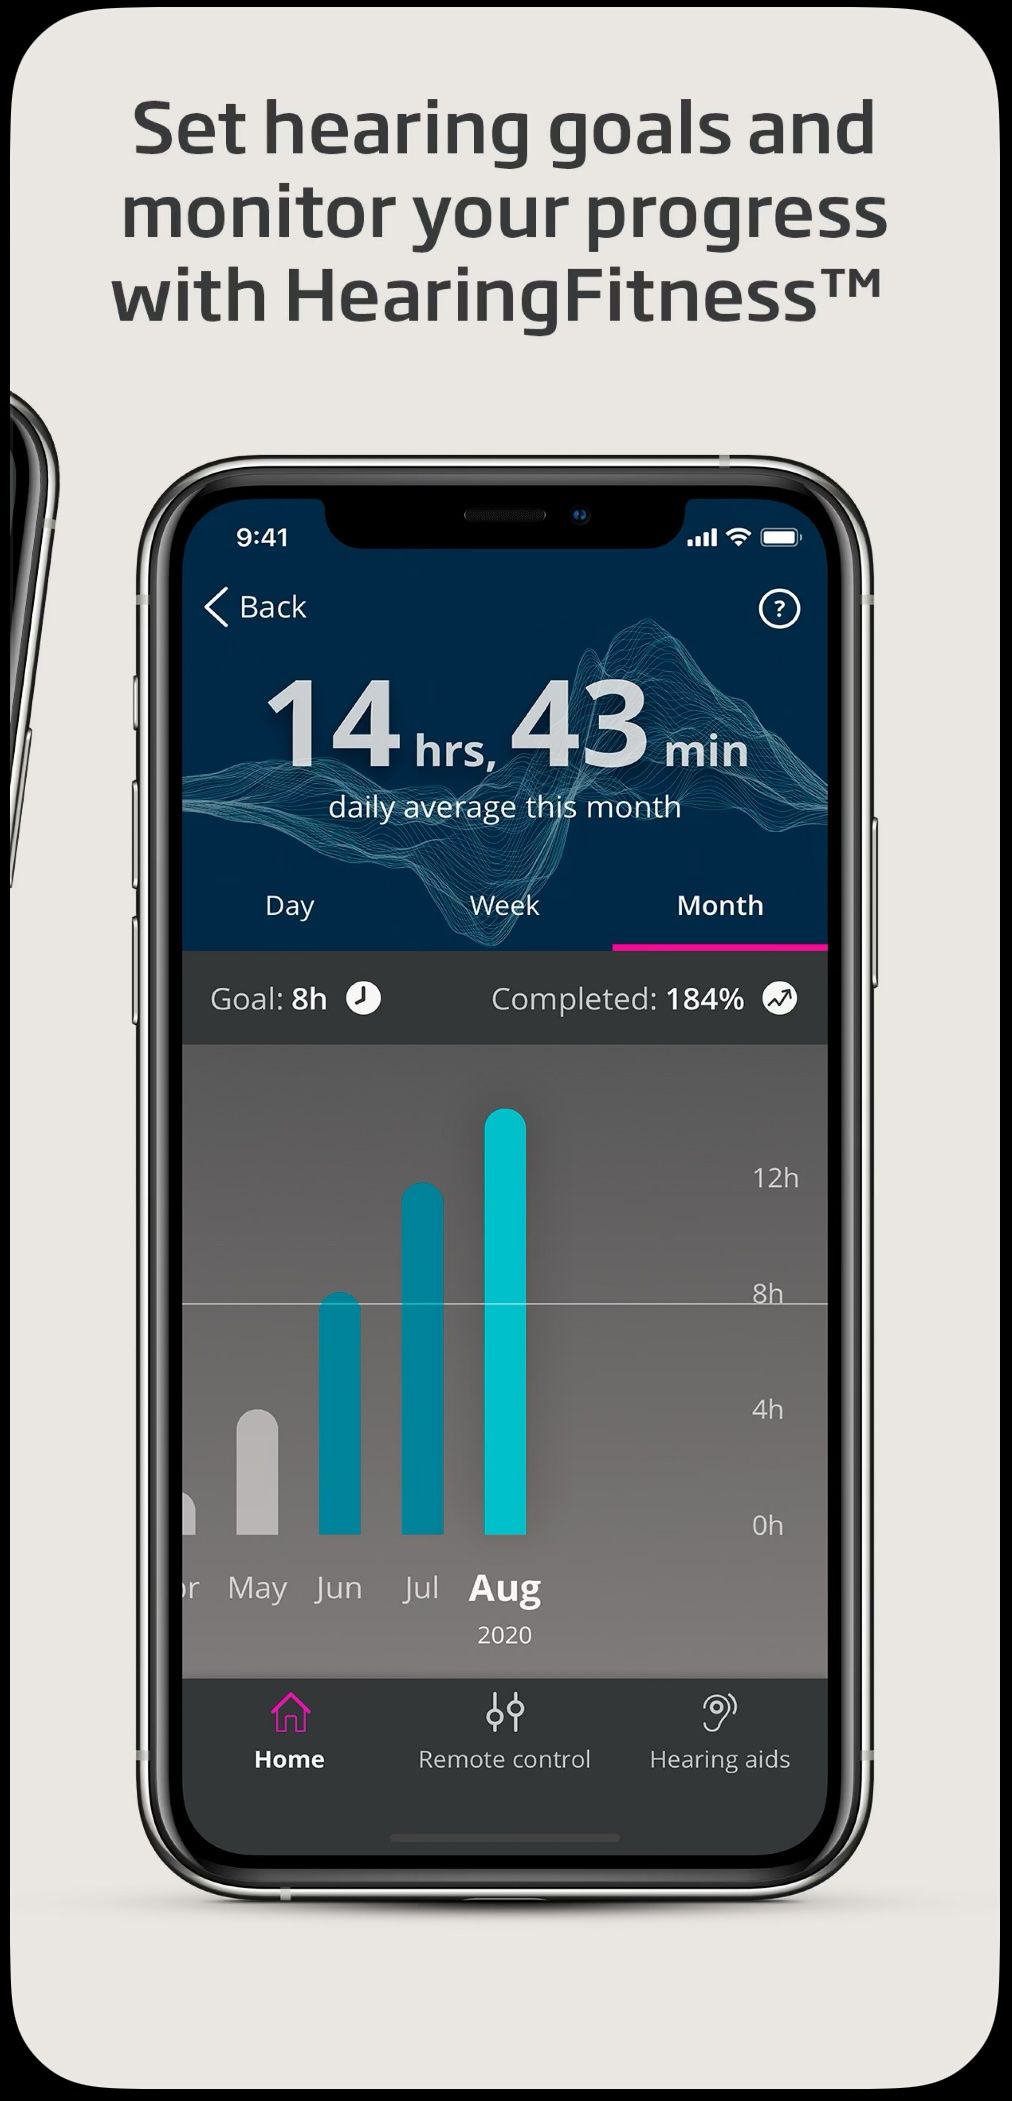 Set hearing goals and
monitor your progress
with HearingFitness™
9:41
Back
?
14 hrs, 43 min
daily average this month
Day Week Month
Goal: 8h Completed: 184%
12h
8h
4h
0h
May Jun Jul Aug
2020
Home Remote control Hearing aids